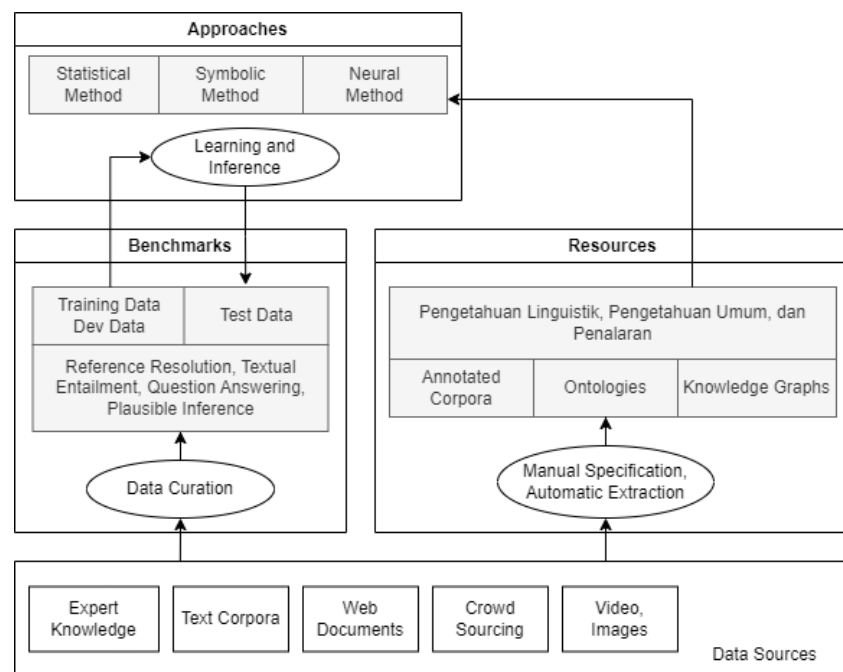 Approaches
Statistical
Method
Symbolic
Method
Neural
Method
Learning and
Inference
Benchmarks
Training Data
Dev Data
Test Data
Reference Resolution, Textual
Entailment, Question Answering,
Plausible Inference
Data Curation
Resources
Pengetahuan Linguistik, Pengetahuan Umum, dan
Penalaran
Annotated
Corpora
Ontologies
Knowledge Graphs
Manual Specification,
Automatic Extraction
Expert
Knowledge
Text Corpora
Web
Documents
Crowd
Sourcing
Video,
Images
Data Sources